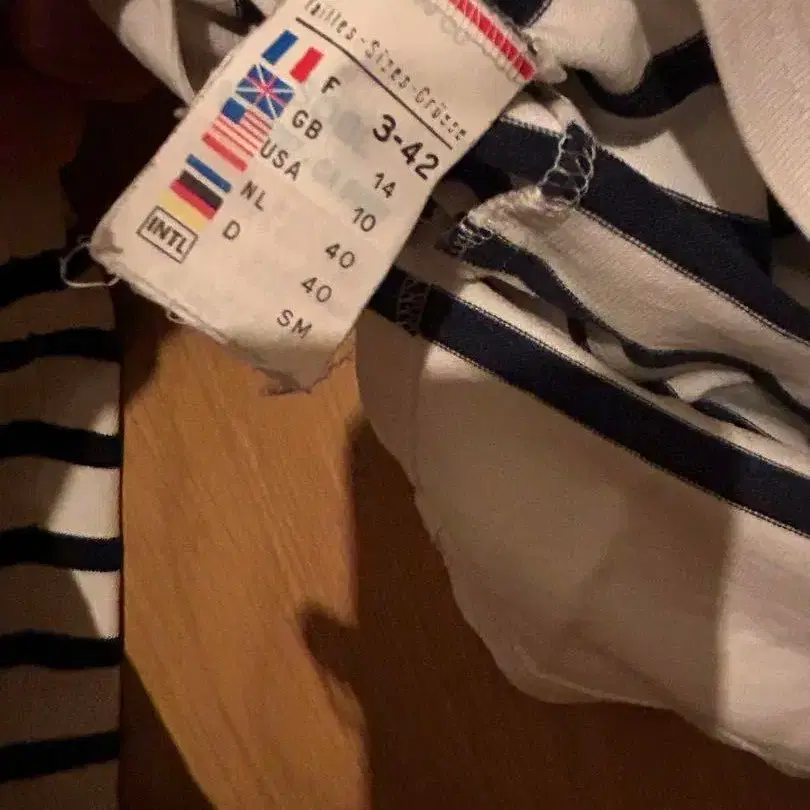 Tailles-Sizes-Grösse
F 3-42
GB 14
USA 10
NL 40
D 40
INTL SM